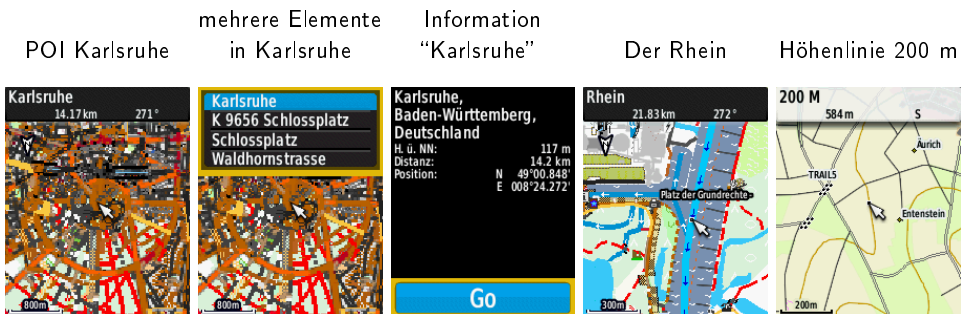 POI Karlsruhe
mehrere Elemente
in Karlsruhe
Information
“Karlsruhe”
Der Rhein
Höhenlinie 200 m
Karlsruhe
14.17 km 271°
800m
Karlsruhe
K 9656 Schlossplatz
Schlossplatz
Waldhornstrasse
800m
Karlsruhe,
Baden-Württemberg,
Deutschland
H. ü. NN: 117 m
Distanz: 14.2 km
Position: N 49°00.848'
E 008°24.272'
Go
Rhein
21.83 km 272°
Platz der Grundrechte-
300m
200 M
584 m S
Aurich
TRAIL5
Entenstein
200m